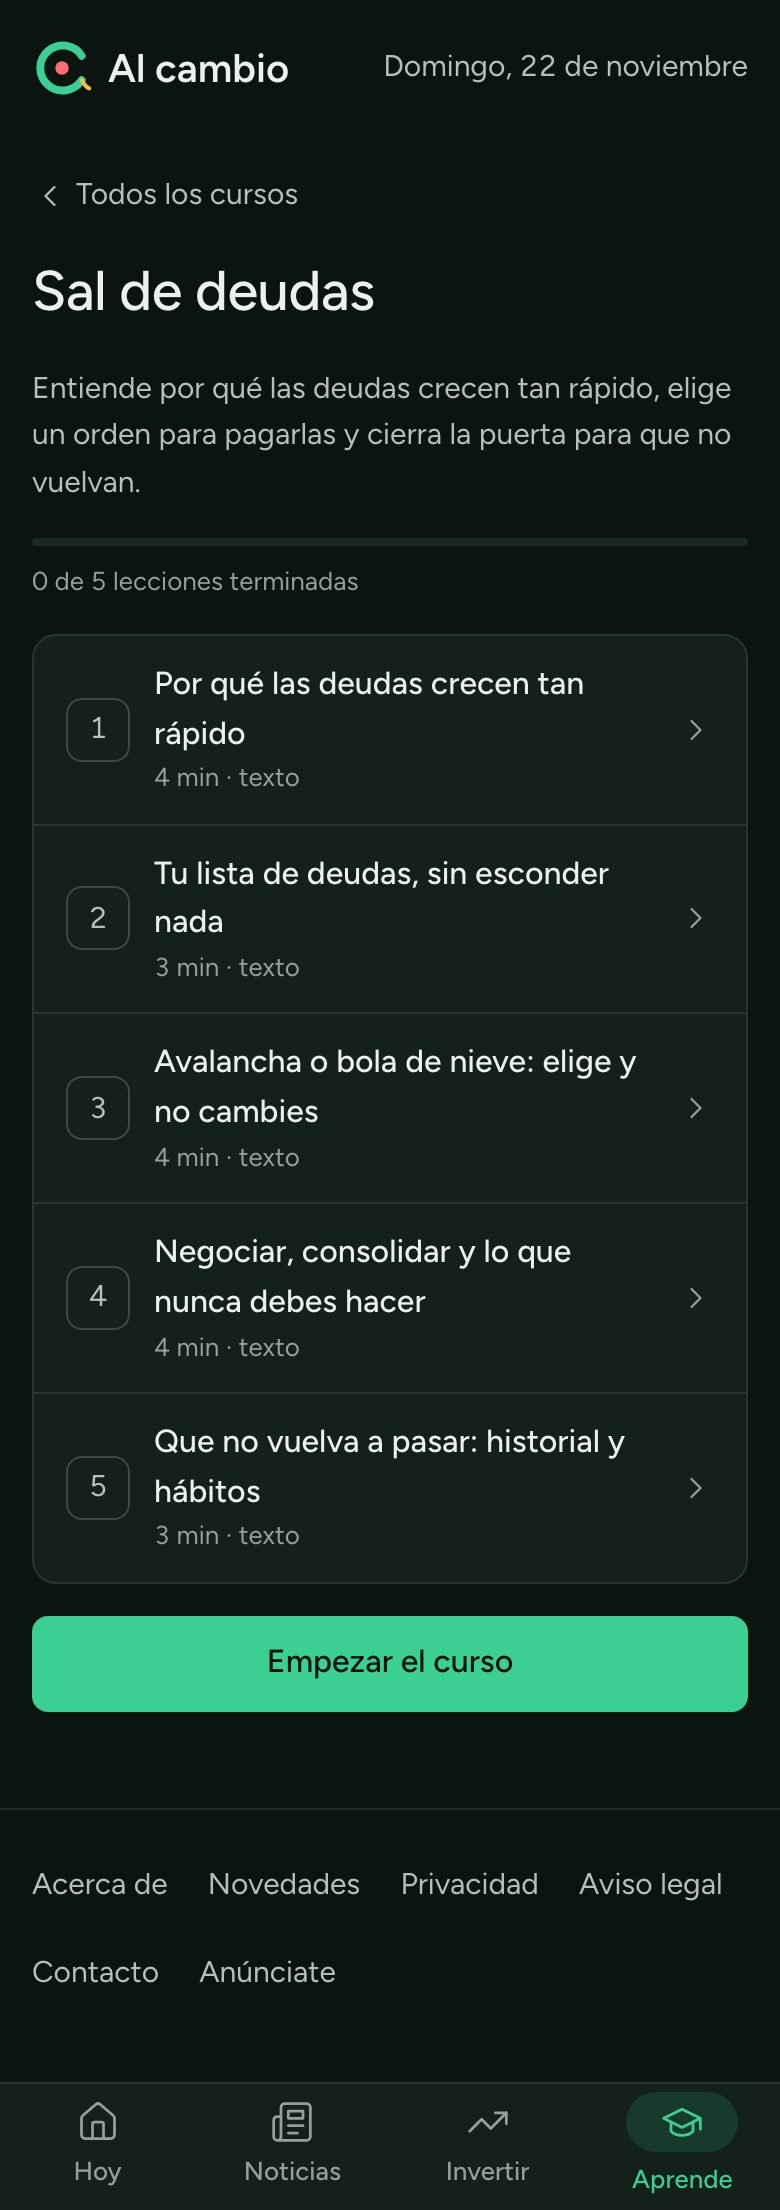 Al cambio
Domingo, 22 de noviembre
Todos los cursos
Sal de deudas
Entiende por qué las deudas crecen tan rápido, elige
un orden para pagarlas y cierra la puerta para que no
vuelvan.
0 de 5 lecciones terminadas
1
Por qué las deudas crecen tan
rápido
4 min · texto
2
Tu lista de deudas, sin esconder
nada
3 min · texto
3
Avalancha o bola de nieve: elige y
no cambies
4 min · texto
4
Negociar, consolidar y lo que
nunca debes hacer
4 min · texto
5
Que no vuelva a pasar: historial y
hábitos
3 min · texto
Empezar el curso
Acerca de Novedades Privacidad Aviso legal
Contacto Anúnciate
Hoy Noticias Invertir Aprende